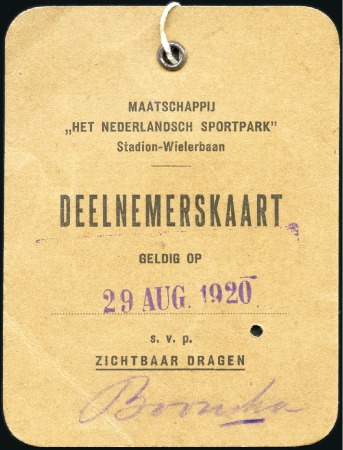 MAATSCHAPPIJ
„HET NEDERLANDSCH SPORTPARK”
Stadion-Wielerbaan
DEELNEMERSKAART
GELDIG OP
29 AUG. 1920
s. v. p.
ZICHTBAAR DRAGEN